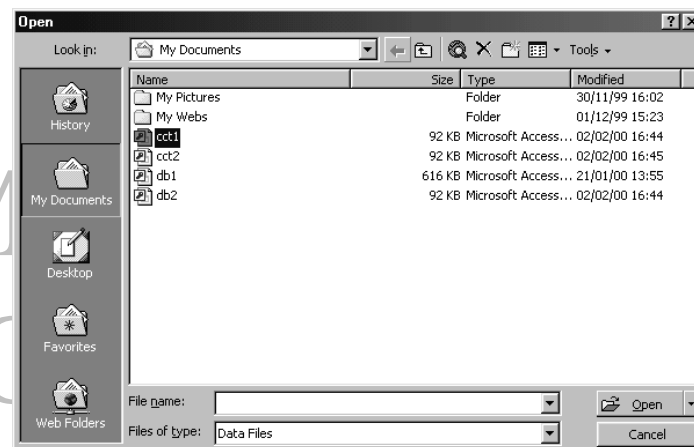 Open
Look in: My Documents Tools
Name Size Type Modified
My Pictures Folder 30/11/99 16:02
My Webs Folder 01/12/99 15:23
cct1 92 KB Microsoft Access... 02/02/00 16:44
cct2 92 KB Microsoft Access... 02/02/00 16:45
db1 616 KB Microsoft Access... 21/01/00 13:55
db2 92 KB Microsoft Access... 02/02/00 16:44
History
My Documents
Desktop
Favorites
Web Folders
File name: Open
Files of type: Data Files Cancel